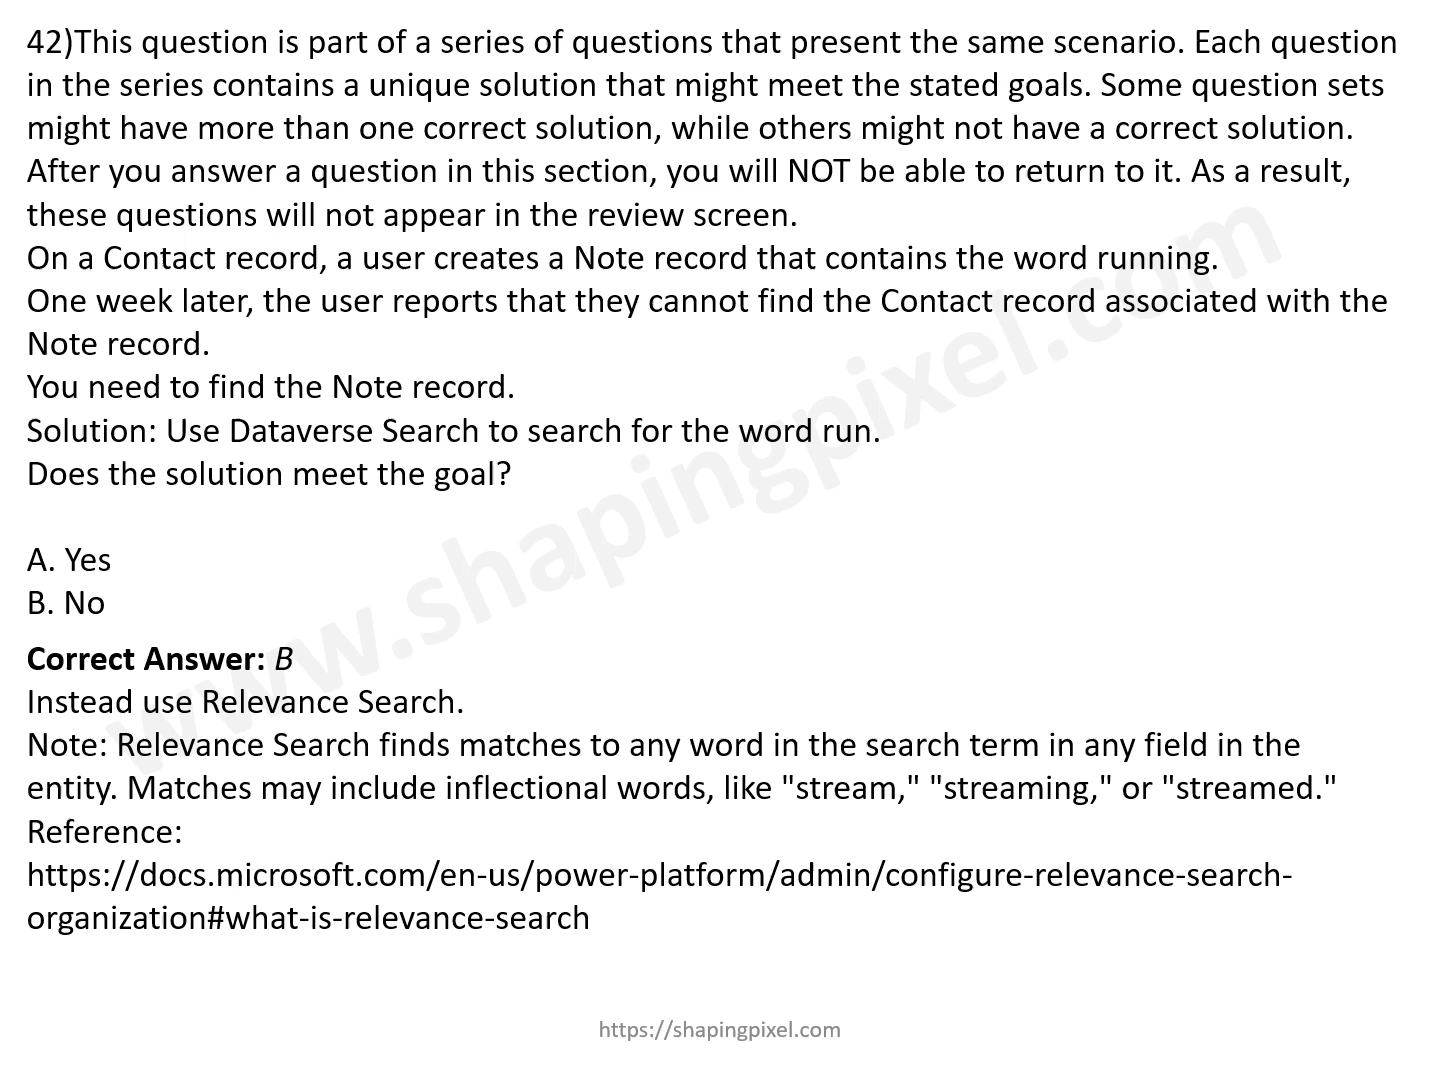 42)This question is part of a series of questions that present the same scenario. Each question
in the series contains a unique solution that might meet the stated goals. Some question sets
might have more than one correct solution, while others might not have a correct solution.
After you answer a question in this section, you will NOT be able to return to it. As a result,
these questions will not appear in the review screen.
On a Contact record, a user creates a Note record that contains the word running.
One week later, the user reports that they cannot find the Contact record associated with the
Note record.
You need to find the Note record.
Solution: Use Dataverse Search to search for the word run.
Does the solution meet the goal?
A. Yes
B. No
Correct Answer: B
Instead use Relevance Search.
Note: Relevance Search finds matches to any word in the search term in any field in the
entity. Matches may include inflectional words, like "stream," "streaming," or "streamed."
Reference:
https://docs.microsoft.com/en-us/power-platform/admin/configure-relevance-search-
organization#what-is-relevance-search
www.shapingpixel.com
https://shapingpixel.com